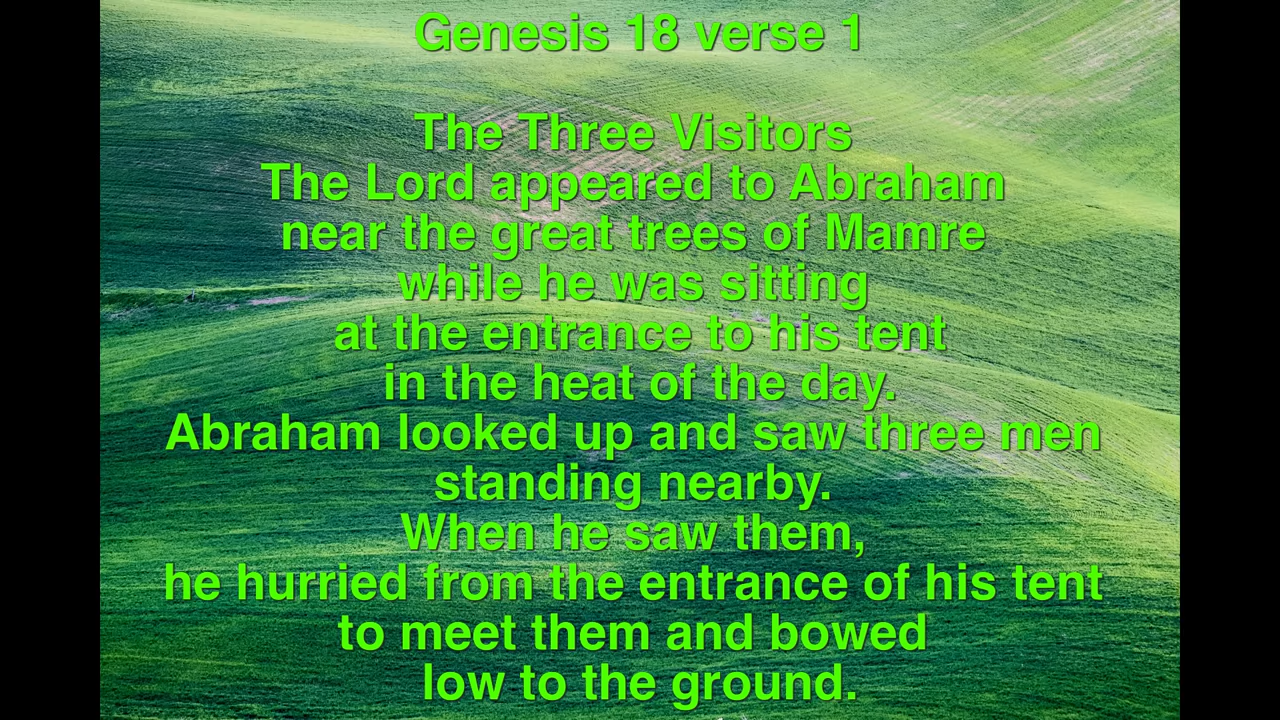 Genesis 18 verse 1
The Three Visitors
The Lord appeared to Abraham
near the great trees of Mamre
while he was sitting
at the entrance to his tent
in the heat of the day.
Abraham looked up and saw three men
standing nearby.
When he saw them,
he hurried from the entrance of his tent
to meet them and bowed
low to the ground.